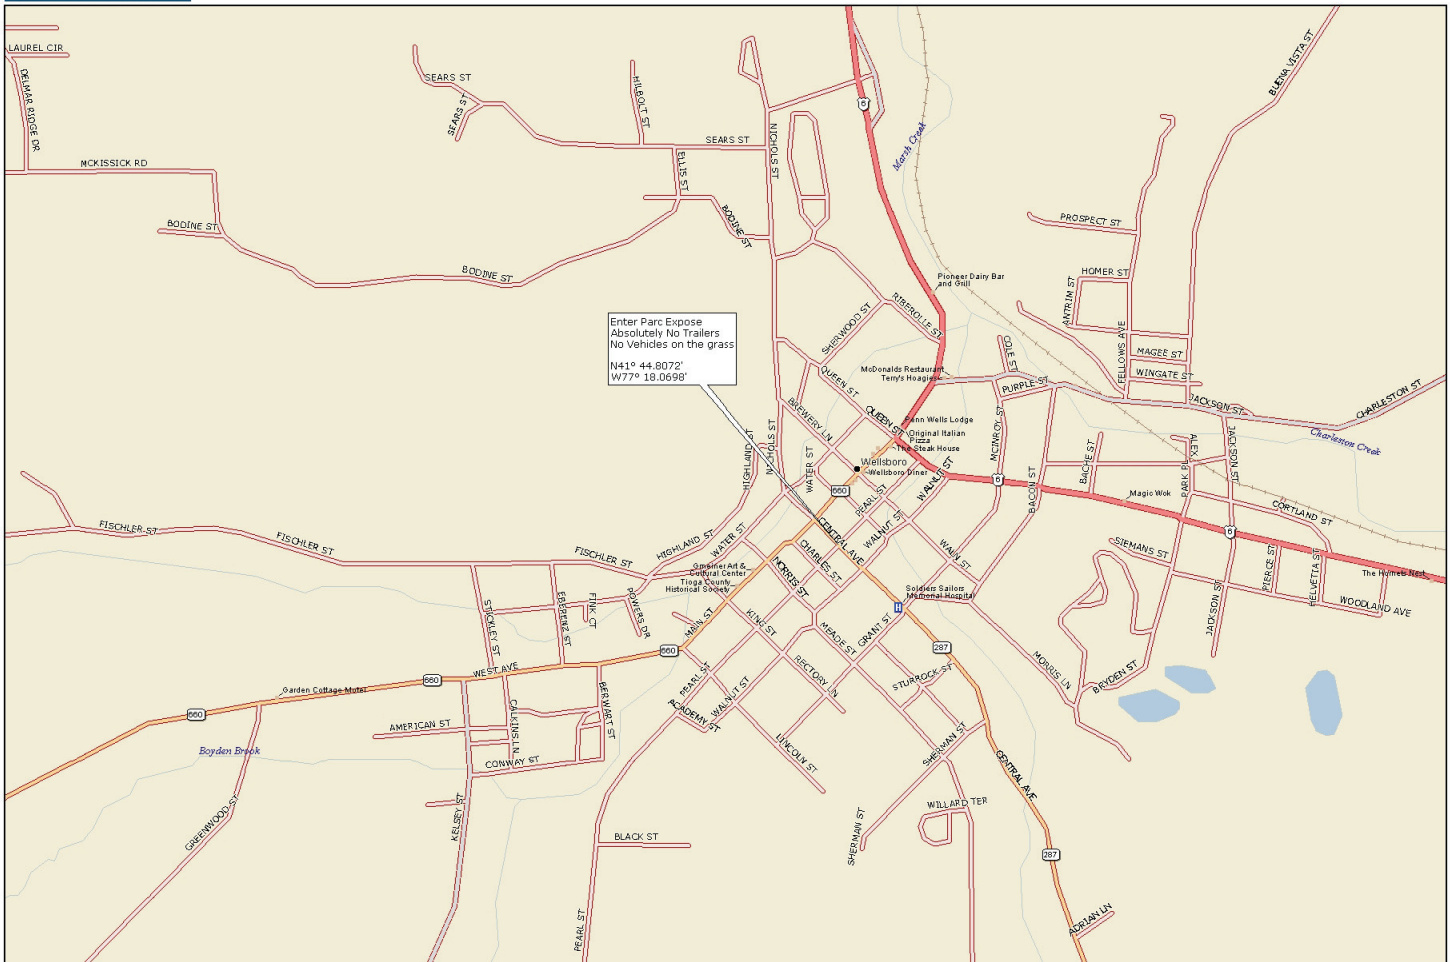 LAUREL CIR
DELMAR RIDGE DR
MCKISSICK RD
SEARS ST
SEARS ST
HILBOLT ST
SEARS ST
ELLIS ST
NICHOLS ST
BODINE ST
BODINE ST
BODINE ST
6
Marsh Creek
BUENA VISTA ST
PROSPECT ST
HOMER ST
ANTRIM ST
FELLOWS AVE
MAGEE ST
WINGATE ST
Pioneer Dairy Bar
and Grill
RIBEROLLE ST
SHERWOOD ST
Enter Parc Expose
Absolutely No Trailers
No Vehicles on the grass
N41° 44.8072'
W77° 18.0698'
McDonalds Restaurant
Terry's Hoagies
COLE ST
PURPLE ST
JACKSON ST
CHARLESTON ST
Charleston Creek
QUEEN ST
QUEEN ST
BREWERY LN
Penn Wells Lodge
Original Italian
Pizza
The Steak House
Wellsboro
Wellsboro Diner
MCINROY ST
BACON ST
BACHE ST
ALEX
PARK PL
JACKSON ST
HIGHLAND
NICHOLS ST
WATER ST
660
PEARL ST
WALNUT ST
6
Magic Wok
CORTLAND ST
6
FISCHLER ST
FISCHLER ST
FISCHLER ST
HIGHLAND ST
WATER ST
CENTRAL AVE
WALNUT ST
WALN ST
CHARLES ST
NORRIS ST
Gmeiner Art &
Cultural Center
Tioga County
Historical Society
SIEMANS ST
PIERCE ST
HELVETIA ST
The Hornets Nest
WOODLAND AVE
JACKSON ST
Soldiers Sailors
Memorial Hospital
H
STICKLEY ST
EBERENZ ST
FINK CT
POWERS DR
MAIN ST
KING ST
MEADE ST
GRANT ST
287
660
WEST AVE
660
PEARL ST
RECTORY LN
STURROCK ST
MORRIS LN
BEYDEN ST
Garden Cottage Motel
660
CALKINS LN
BERWART ST
WALNUT ST
ACADEMY ST
AMERICAN ST
Boyden Brook
CONWAY ST
LINCOLN ST
SHERMAN ST
CENTRAL AVE
GREENWOOD ST
KELSEY ST
BLACK ST
SHERMAN ST
WILLARD TER
287
PEARL ST
ADRIAN LN